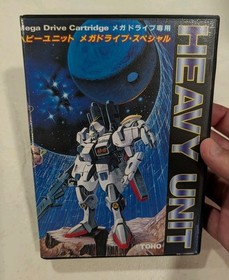 Mega Drive Cartridge メガドライブ専用
ヘビーユニット メガドライブ・スペシャル
HEAVY UNIT
TOHO